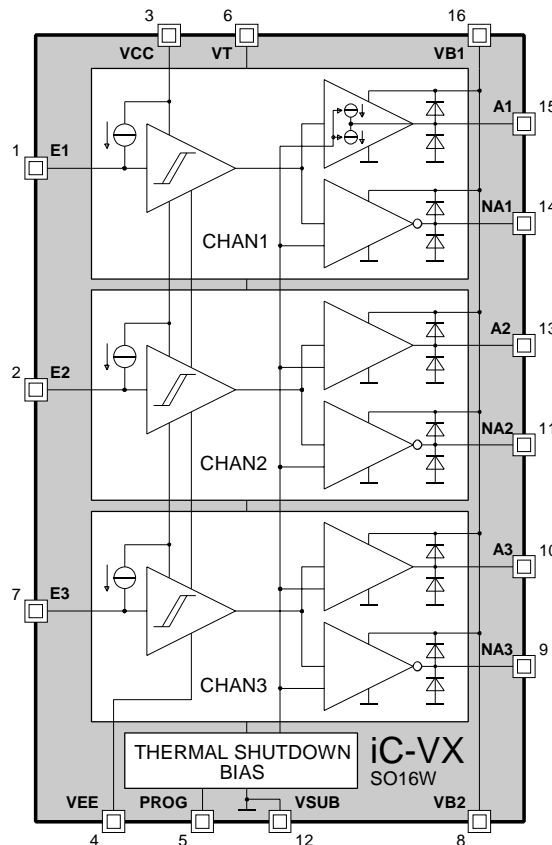 3 6 16
VCC VT VB1
A1 15
1 E1
NA1 14
CHAN1
A2 13
2 E2
NA2 11
CHAN2
A3 10
7 E3
NA3 9
CHAN3
THERMAL SHUTDOWN
BIAS
iC-VX
SO16W
VEE PROG VSUB VB2
4 5 12 8